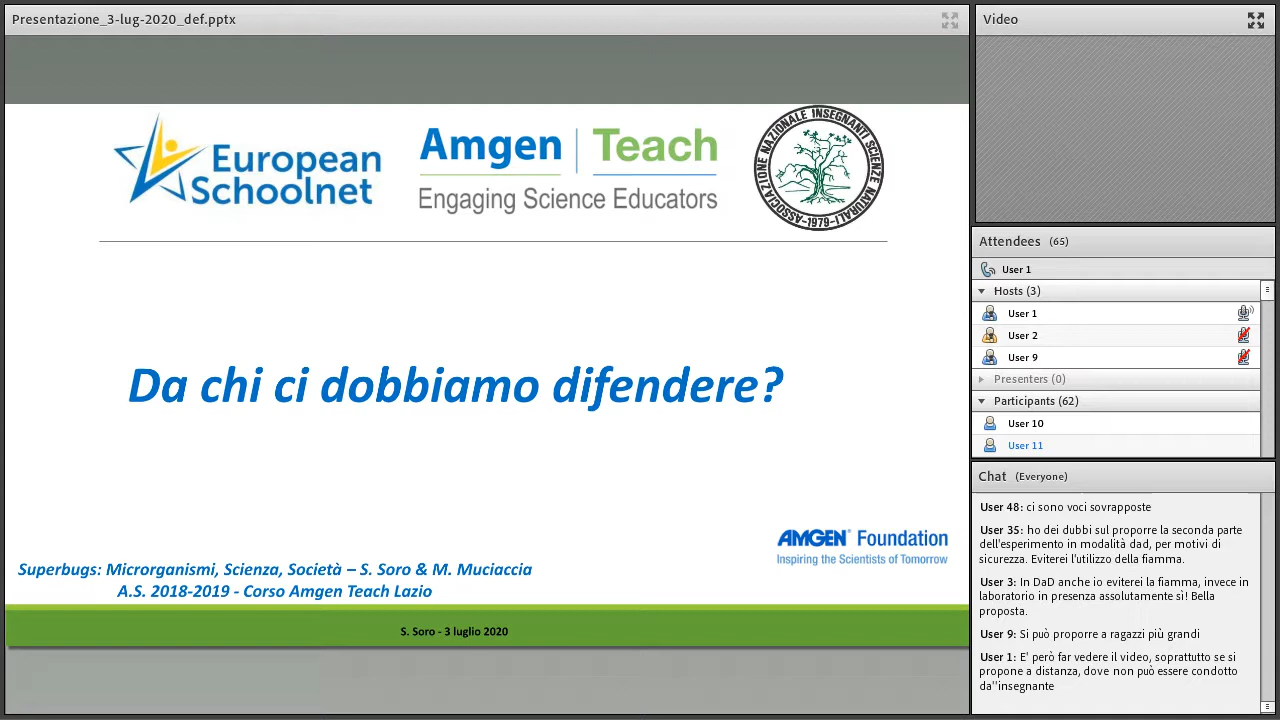 Presentazione_3-lug-2020_def.pptx
European
Schoolnet
Amgen Teach
Engaging Science Educators
ASSOCIAZIONE NAZIONALE INSEGNANTI SCIENZE NATURALI
-1979-
Da chi ci dobbiamo difendere?
AMGEN Foundation
Inspiring the Scientists of Tomorrow
Superbugs: Microrganismi, Scienza, Società – S. Soro & M. Muciaccia
A.S. 2018-2019 - Corso Amgen Teach Lazio
S. Soro - 3 luglio 2020
Video
Attendees (65)
User 1
Hosts (3)
User 1
User 2
User 9
Presenters (0)
Participants (62)
User 10
User 11
Chat (Everyone)
User 48: ci sono voci sovrapposte
User 35: ho dei dubbi sul proporre la seconda parte
dell'esperimento in modalità dad, per motivi di
sicurezza. Eviterei l'utilizzo della fiamma.
User 3: In DaD anche io eviterei la fiamma, invece in
laboratorio in presenza assolutamente sì! Bella
proposta.
User 9: Si può proporre a ragazzi più grandi
User 1: E' però far vedere il video, soprattutto se si
propone a distanza, dove non può essere condotto
da''insegnante